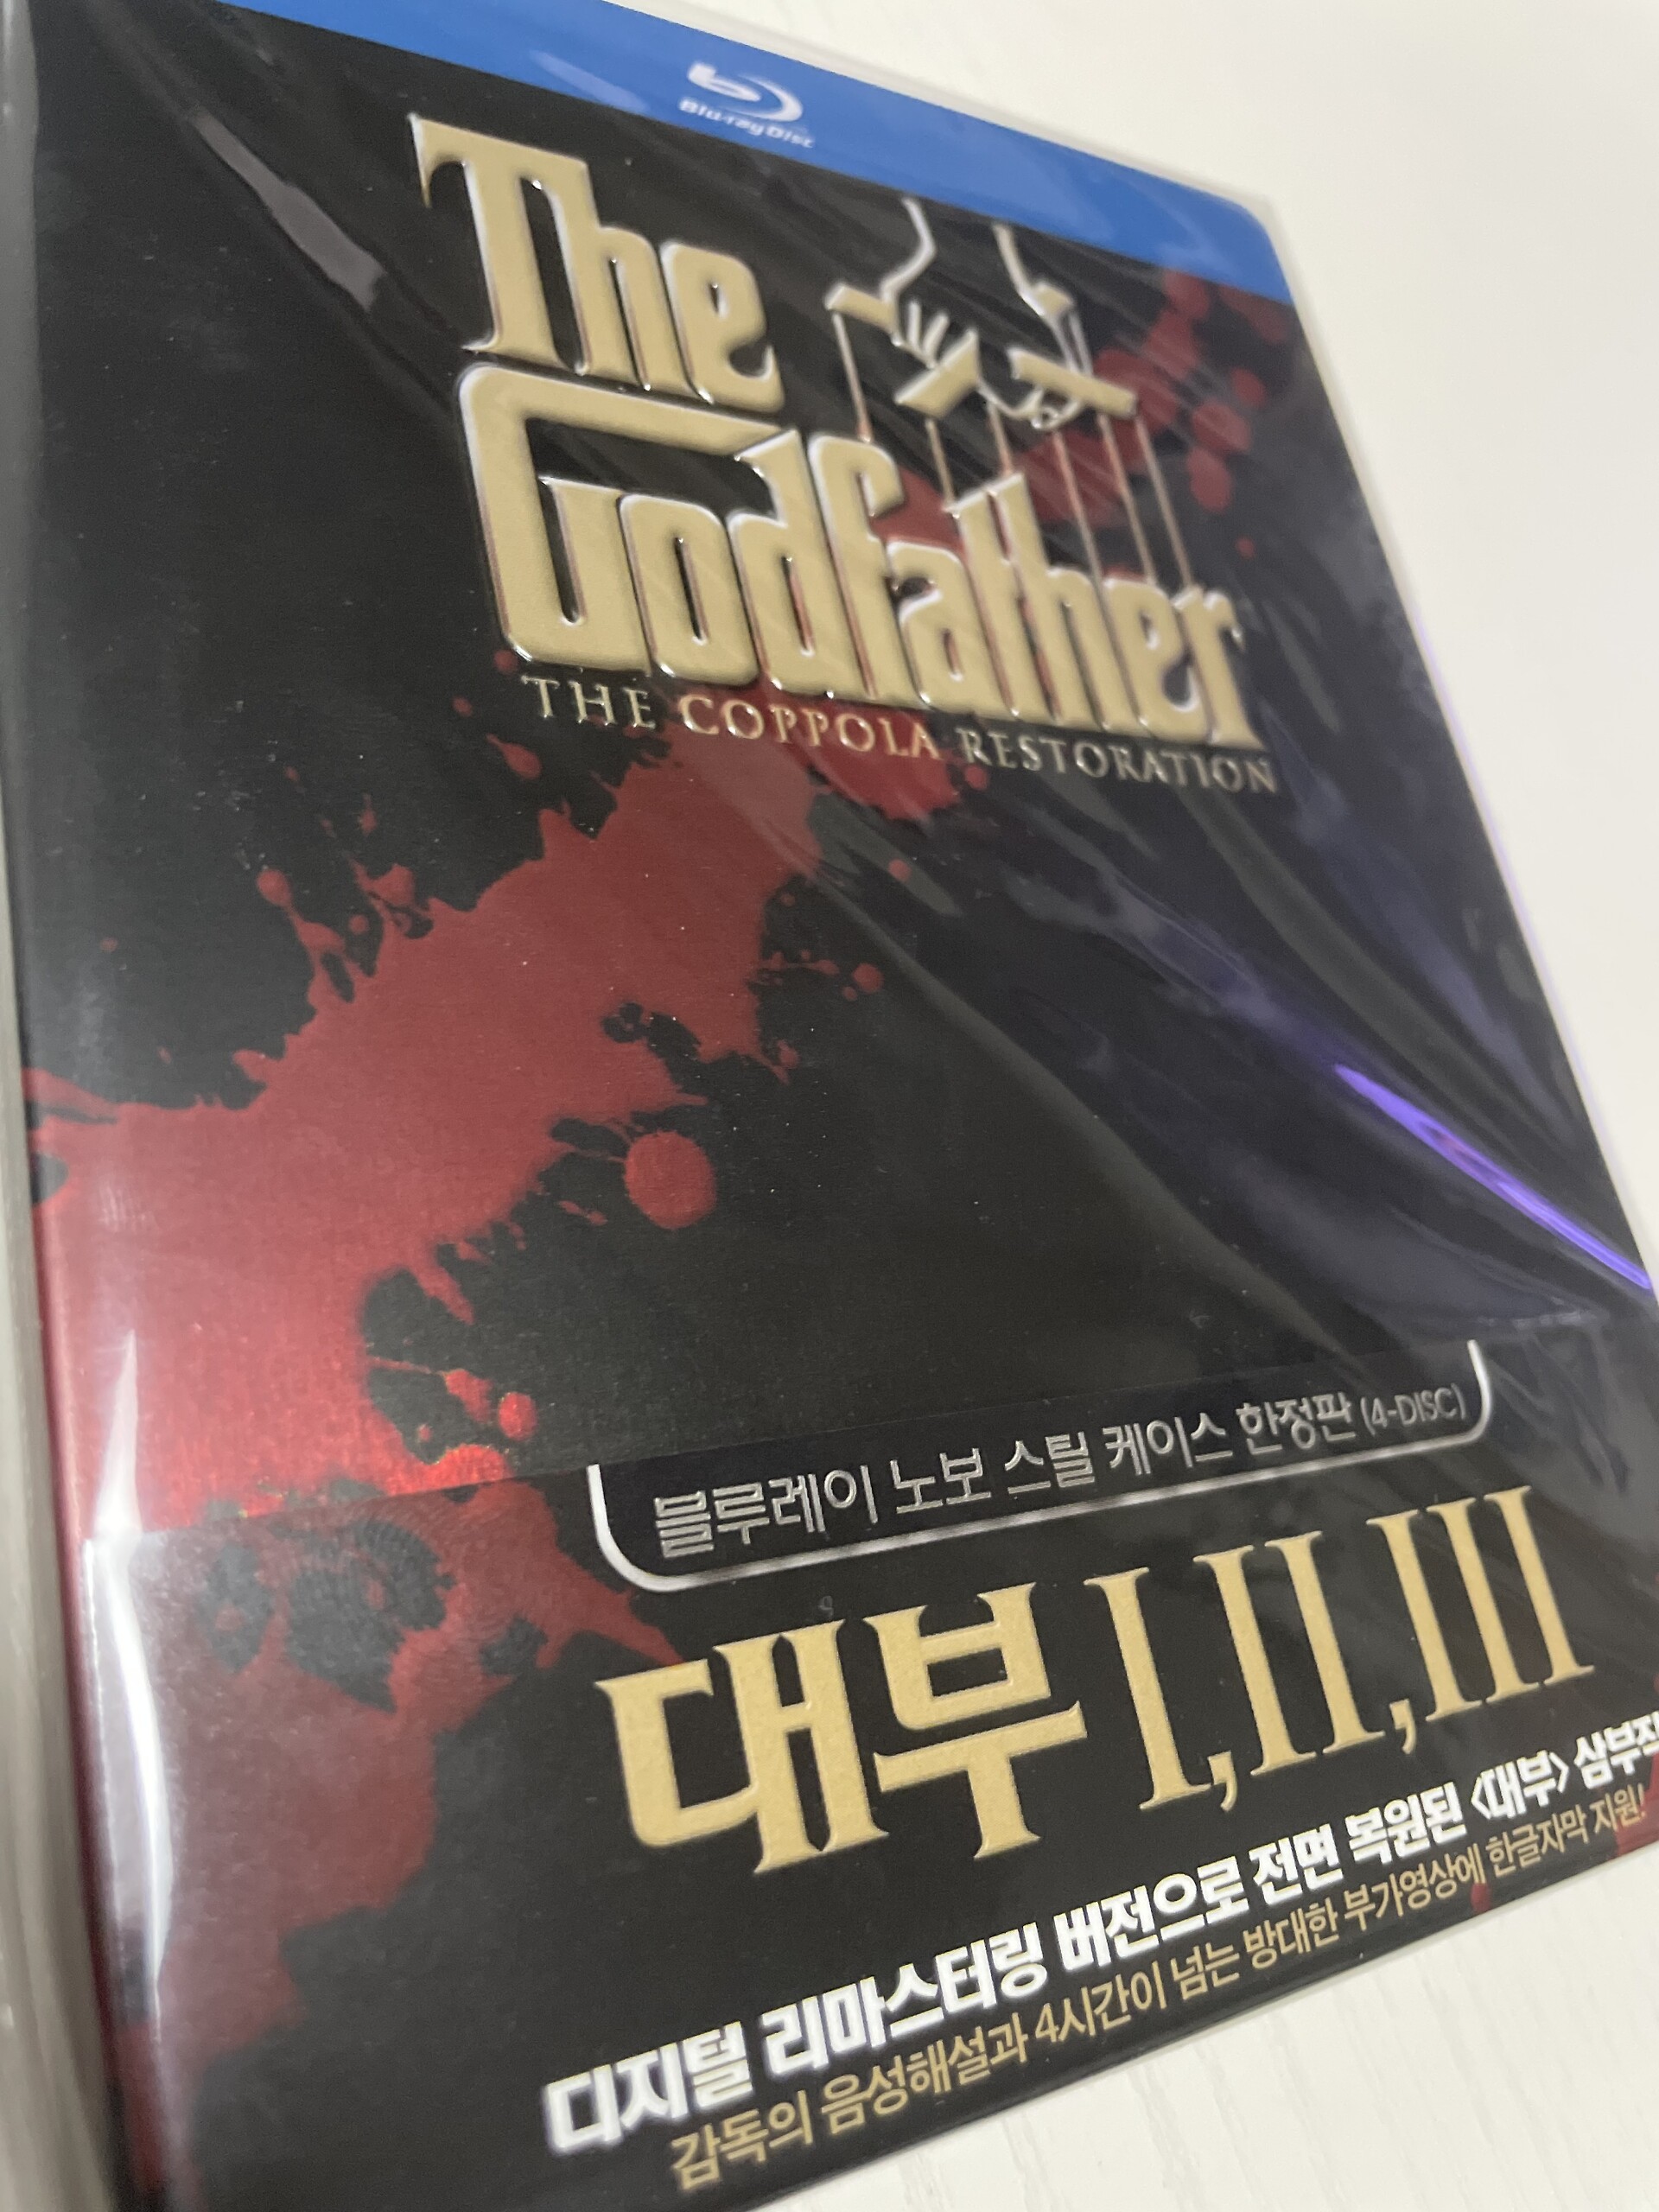 Blu-ray Disc
The
Godfather
THE COPPOLA RESTORATION
블루레이 노보 스틸 케이스 한정판 (4-DISC)
대부 I, II, III
디지털 리마스터링 버전으로 전면 복원된 <대부>
감독의 음성해설과 4시간이 넘는 방대한 부가영상에 한글자막 지원!